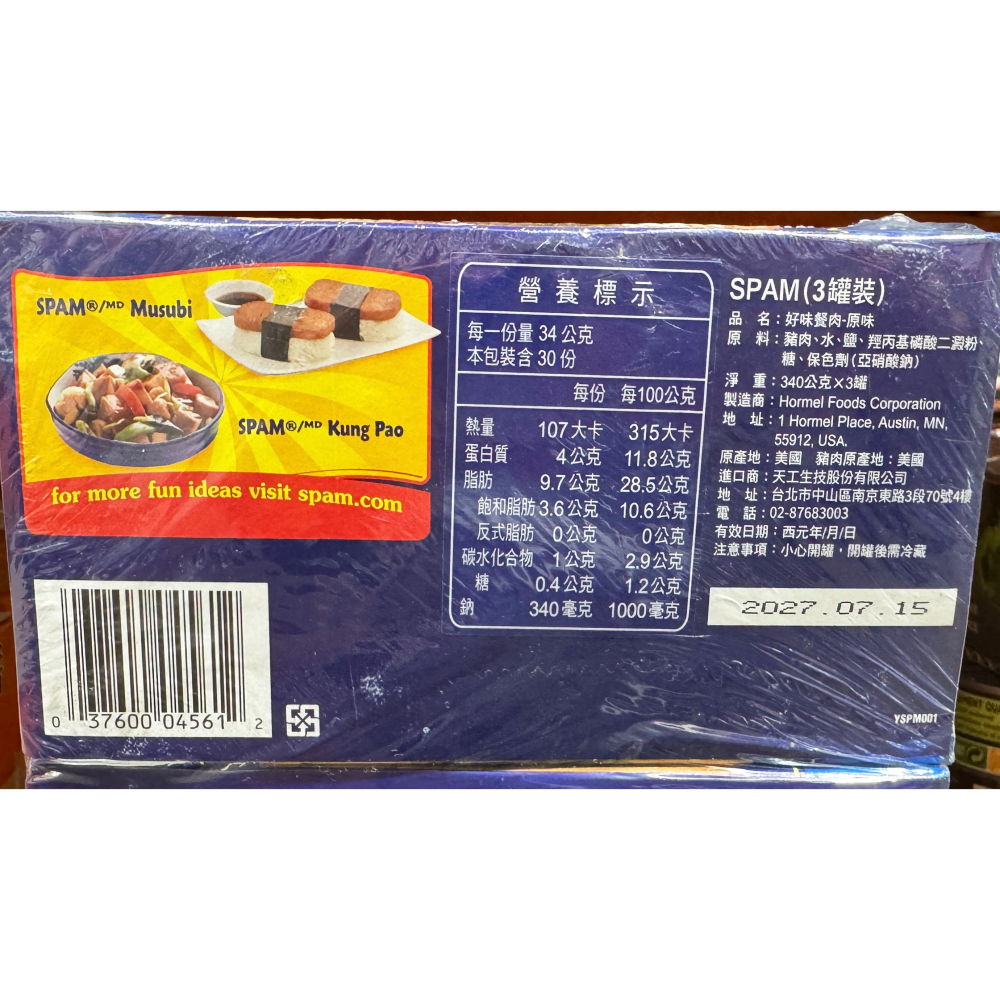 SPAM®/MD Musubi
SPAM®/MD Kung Pao
for more fun ideas visit spam.com
0 37600 04561 2
營養標示
每一份量 34 公克
本包裝含 30 份
每份 每100公克
熱量 107大卡 315大卡
蛋白質 4公克 11.8公克
脂肪 9.7公克 28.5公克
飽和脂肪 3.6公克 10.6公克
反式脂肪 0公克 0公克
碳水化合物 1公克 2.9公克
糖 0.4公克 1.2公克
鈉 340毫克 1000毫克
SPAM(3罐裝)
品 名：好味餐肉-原味
原 料：豬肉、水、鹽、羥丙基磷酸二澱粉、
糖、保色劑(亞硝酸鈉)
淨 重：340公克×3罐
製造商：Hormel Foods Corporation
地 址：1 Hormel Place, Austin, MN,
55912, USA.
原產地：美國 豬肉原產地：美國
進口商：天工生技股份有限公司
地 址：台北市中山區南京東路3段70號4樓
電 話：02-87683003
有效日期：西元年/月/日
注意事項：小心開罐，開罐後需冷藏
2027.07.15
YSPM001